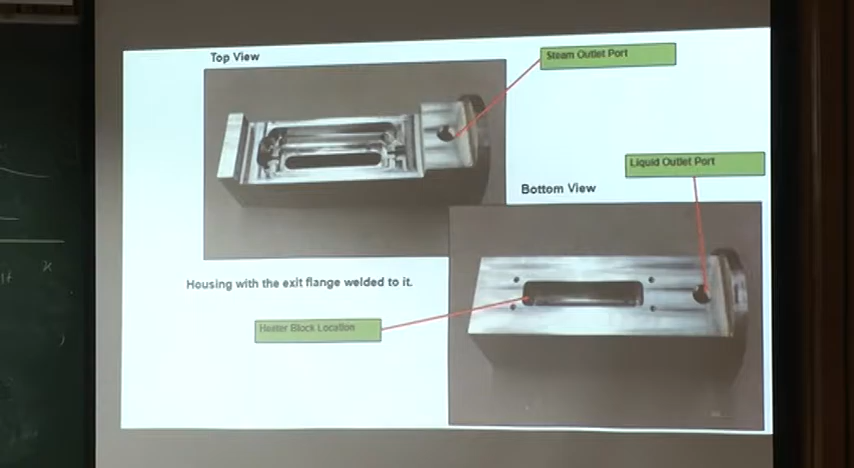 Top View
Steam Outlet Port
Liquid Outlet Port
Bottom View
Housing with the exit flange welded to it.
Heater Block Location